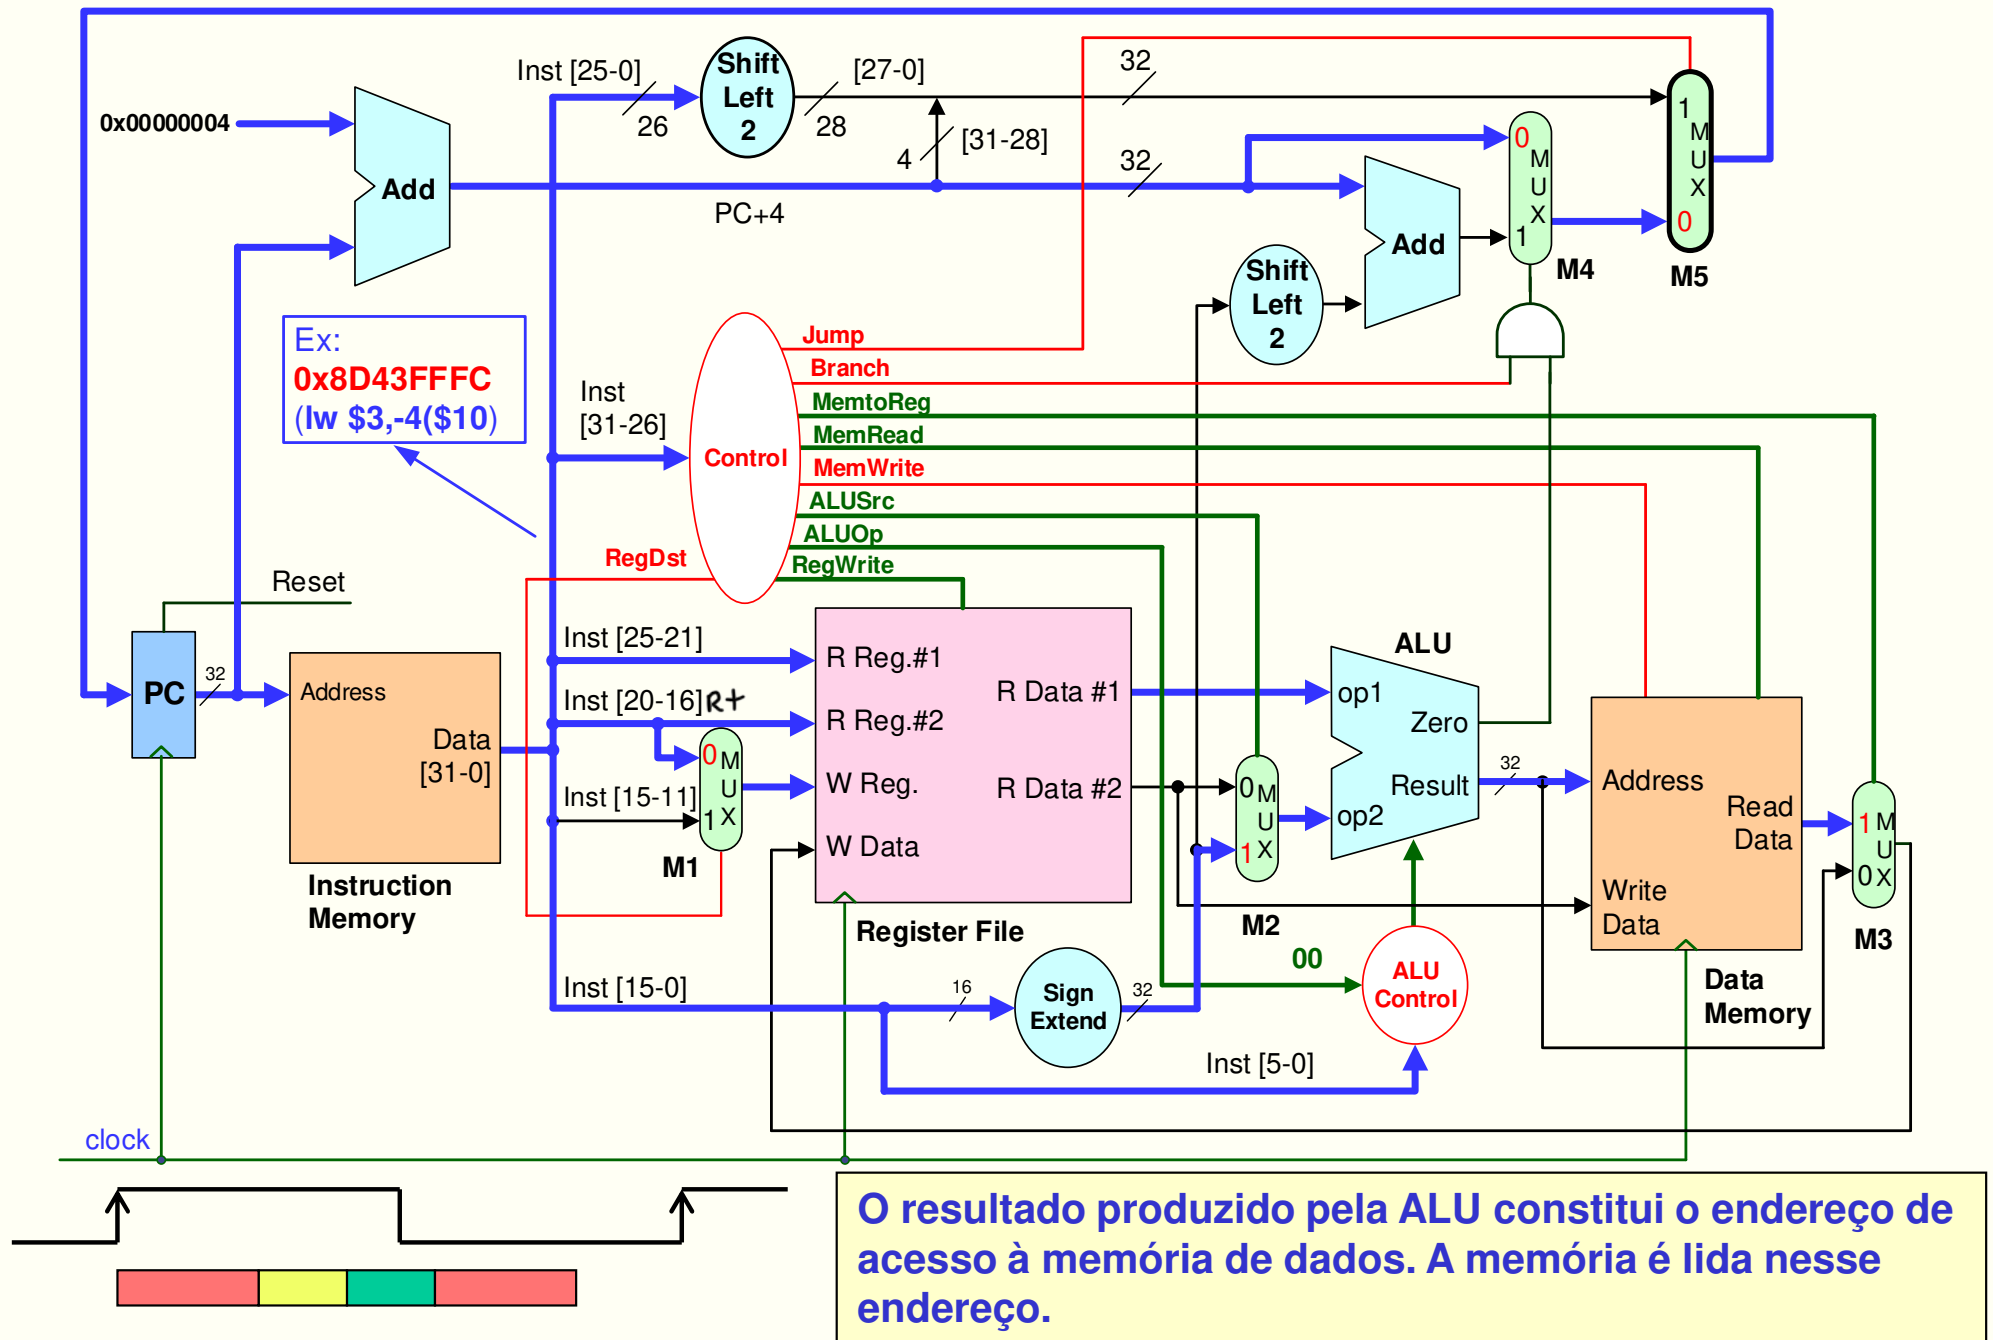 Inst [25-0]
26
Shift
Left
2
28
[27-0]
4
[31-28]
32
0x00000004
Add
PC+4
32
0
M
U
X
1
M4
1
M
U
X
0
M5
Add
Shift
Left
2
Ex:
0x8D43FFFC
(lw $3,-4($10)
Inst
[31-26]
Control
Jump
Branch
MemtoReg
MemRead
MemWrite
ALUSrc
ALUOp
RegWrite
RegDst
Reset
PC
32
Address
Data
[31-0]
Instruction
Memory
Inst [25-21]
Inst [20-16] Rt
Inst [15-11]
0
M
U
1 X
M1
R Reg.#1
R Reg.#2
W Reg.
W Data
R Data #1
R Data #2
Register File
0
M
U
1 X
M2
ALU
op1
Zero
Result
op2
32
Address
Read
Data
Write
Data
Data
Memory
1 M
U
0 X
M3
Inst [15-0]
16
Sign
Extend
32
00
ALU
Control
Inst [5-0]
clock
O resultado produzido pela ALU constitui o endereço de
acesso à memória de dados. A memória é lida nesse
endereço.